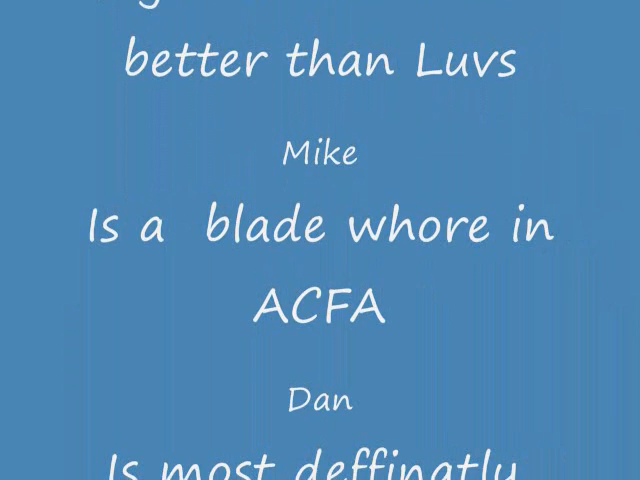 better than Luvs
Mike
Is a blade whore in
ACFA
Dan
Is most deffinatly